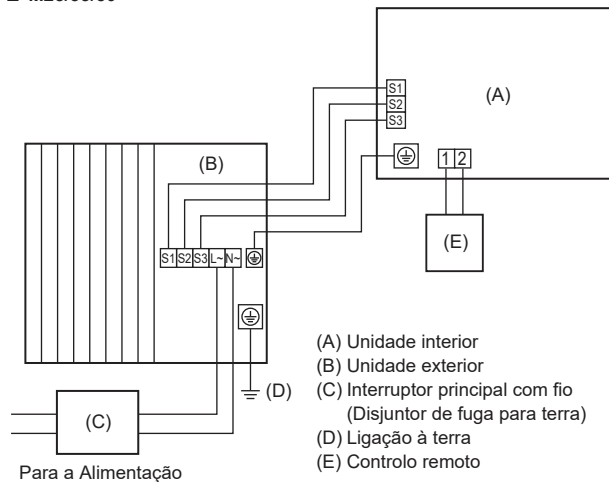 (A)
S1
S2
S3
1 2
(E)
(B)
S1 S2 S3 L~ N~
(D)
(C)
Para a Alimentação
(A) Unidade interior
(B) Unidade exterior
(C) Interruptor principal com fio
(Disjuntor de fuga para terra)
(D) Ligação à terra
(E) Controlo remoto